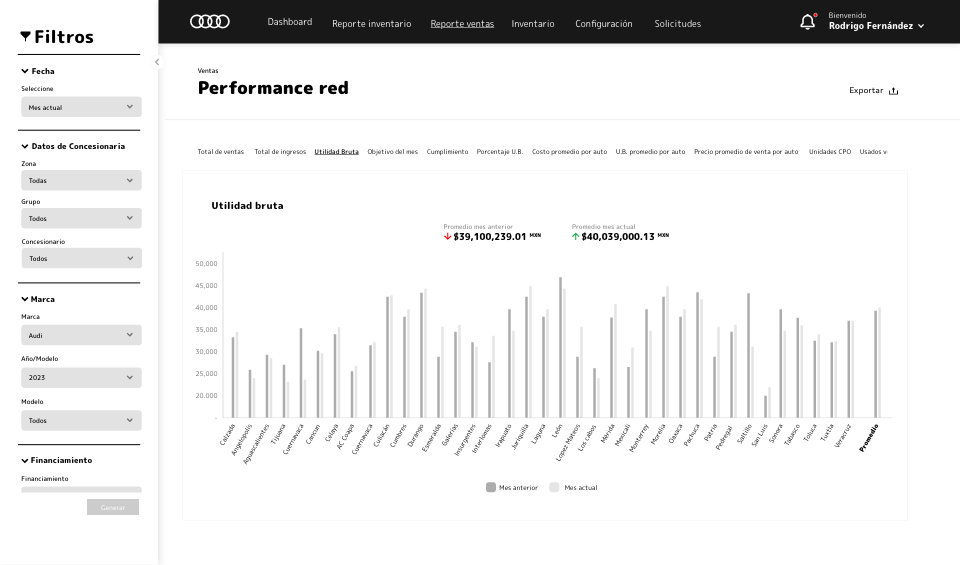 Dashboard
Reporte inventario
Reporte ventas
Inventario
Configuración
Solicitudes
Bienvenido
Rodrigo Fernández
Filtros
Fecha
Seleccione
Mes actual
Datos de Concesionaria
Zona
Todas
Grupo
Todos
Concesionario
Todos
Marca
Marca
Audi
Año/Modelo
2023
Modelo
Todos
Financiamiento
Financiamiento
Generar
Ventas
Performance red
Exportar
Total de ventas
Total de ingresos
Utilidad Bruta
Objetivo del mes
Cumplimiento
Porcentaje U.B.
Costo promedio por auto
U.B. promedio por auto
Precio promedio de venta por auto
Unidades CPO
Usados v
Utilidad bruta
Promedio mes anterior
$39,100,239.01 MXN
Promedio mes actual
$40,039,000.13 MXN
50,000
45,000
40,000
35,000
30,000
25,000
20.000
-
Calzada
Angelopolis
Aguascalientes
Tijuana
Cuernavaca
Cancun
Celaya
AC Coapa
Cuernavaca
Culiacán
Cumbres
Durango
Esmeralda
Galerías
Insurgentes
Interlomas
Irapuato
Juriquilla
Laguna
León
Lopez Mateos
Los cabos
Mérida
Mexicali
Monterrey
Morelia
Oaxaca
Pachuca
Patria
Pedregal
Saltillo
San Luis
Sonora
Tabasco
Toluca
Tuxtla
Veracruz
Promedio
Mes anterior
Mes actual